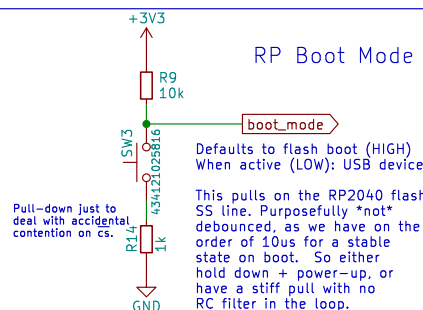 +3V3
RP Boot Mode
R9
10k
boot_mode
SW3
434121025816
Defaults to flash boot (HIGH)
When active (LOW): USB device
This pulls on the RP2040 flash
SS line. Purposefully *not*
debounced, as we have on the
order of 10us for a stable
state on boot.  So either
hold down + power-up, or
have a stiff pull with no
RC filter in the loop.
Pull-down just to
deal with accidental
contention on cs.
R14
1k
GND